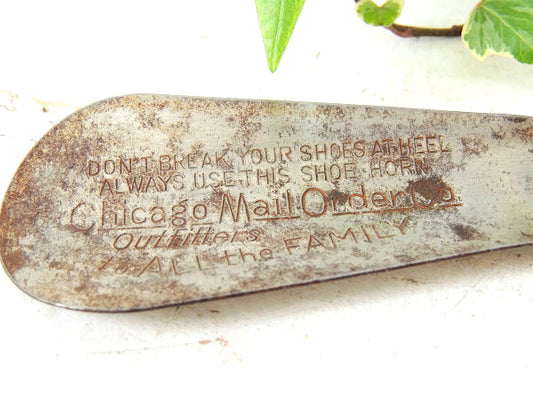 DON'T BREAK YOUR SHOES AT HEEL
ALWAYS USE THIS SHOE HORN
Chicago Mail Order Co.
Outfitters
to ALL the FAMILY